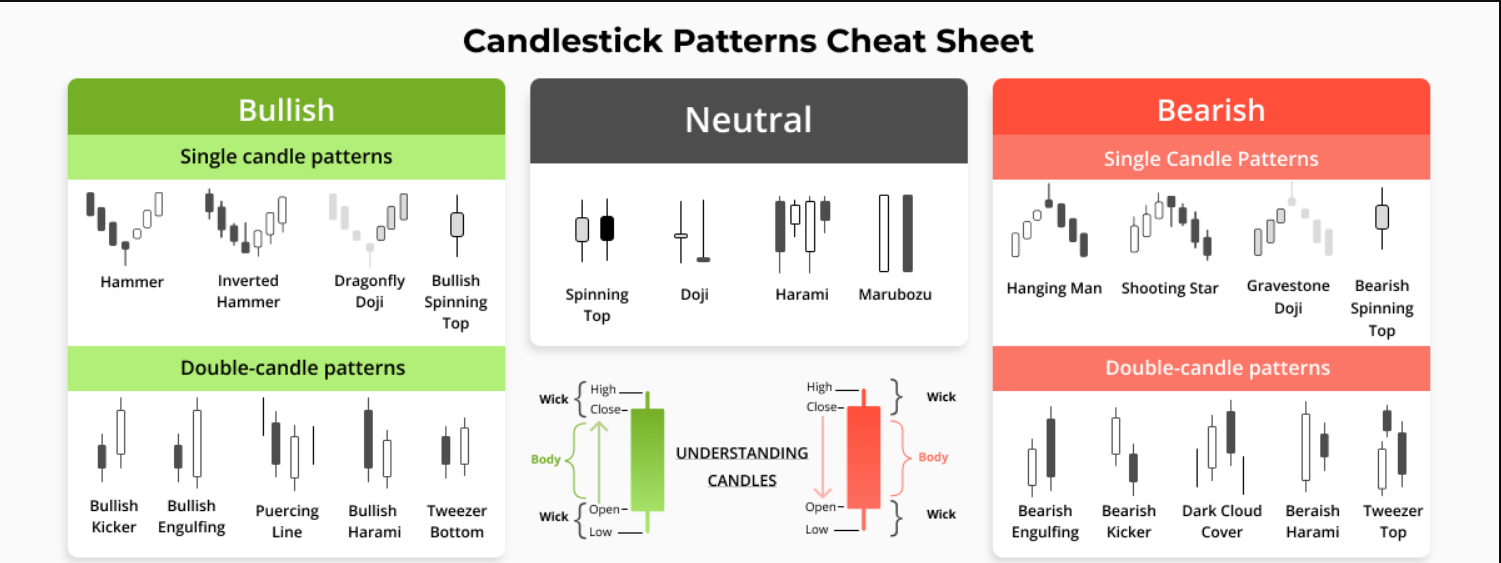 Candlestick Patterns Cheat Sheet
Bullish
Single candle patterns
Hammer
Inverted
Hammer
Dragonfly
Doji
Bullish
Spinning
Top
Double-candle patterns
Bullish
Kicker
Bullish
Engulfing
Puercing
Line
Bullish
Harami
Tweezer
Bottom
Neutral
Spinning
Top
Doji
Harami
Marubozu
Wick
High
Close
Body
Open
Wick
Low
UNDERSTANDING
CANDLES
High
Wick
Close
Body
Open
Wick
Low
Bearish
Single Candle Patterns
Hanging Man
Shooting Star
Gravestone
Doji
Bearish
Spinning
Top
Double-candle patterns
Bearish
Engulfing
Bearish
Kicker
Dark Cloud
Cover
Beraish
Harami
Tweezer
Top